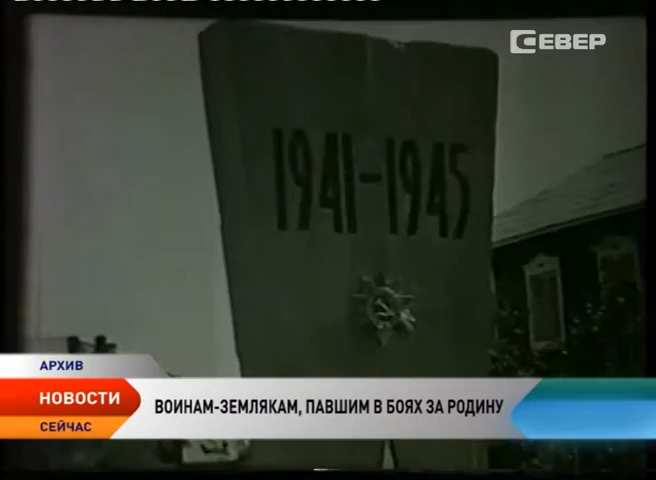 СЕВЕР
1941-1945
АРХИВ
НОВОСТИ
СЕЙЧАС
ВОИНАМ-ЗЕМЛЯКАМ, ПАВШИМ В БОЯХ ЗА РОДИНУ